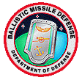 BALLISTIC MISSILE DEFENSE
DEPARTMENT OF DEFENSE